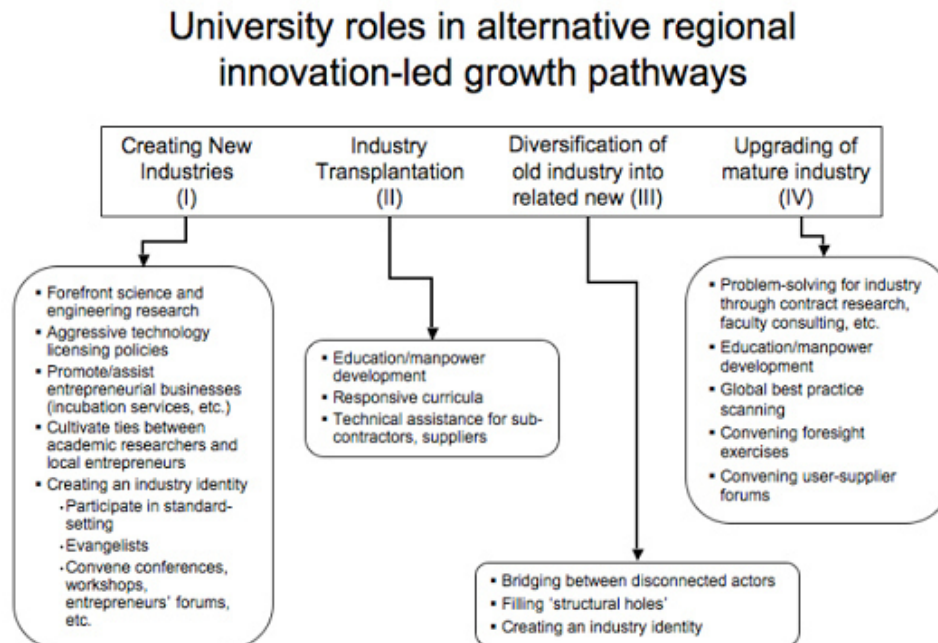 University roles in alternative regional
innovation-led growth pathways
Creating New
Industries
(I)
Industry
Transplantation
(II)
Diversification of
old industry into
related new (III)
Upgrading of
mature industry
(IV)
▪ Forefront science and
engineering research
▪ Aggressive technology
licensing policies
▪ Promote/assist
entrepreneurial businesses
(incubation services, etc.)
▪ Cultivate ties between
academic researchers and
local entrepreneurs
▪ Creating an industry identity
▪ Participate in standard-
setting
▪ Evangelists
▪ Convene conferences,
workshops,
entrepreneurs' forums,
etc.
▪ Education/manpower
development
▪ Responsive curricula
▪ Technical assistance for sub-
contractors, suppliers
▪ Bridging between disconnected actors
▪ Filling 'structural holes'
▪ Creating an industry identity
▪ Problem-solving for industry
through contract research,
faculty consulting, etc.
▪ Education/manpower
development
▪ Global best practice
scanning
▪ Convening foresight
exercises
▪ Convening user-supplier
forums